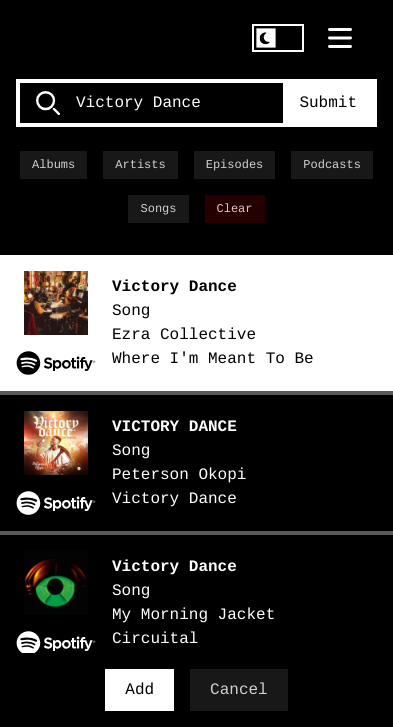 Victory Dance
Submit
Albums
Artists
Episodes
Podcasts
Songs
Clear
Victory Dance
Song
Ezra Collective
Where I'm Meant To Be
Spotify
Victory dance
VICTORY DANCE
Song
Peterson Okopi
Victory Dance
Spotify
Victory Dance
Song
My Morning Jacket
Circuital
Spotify
Add
Cancel